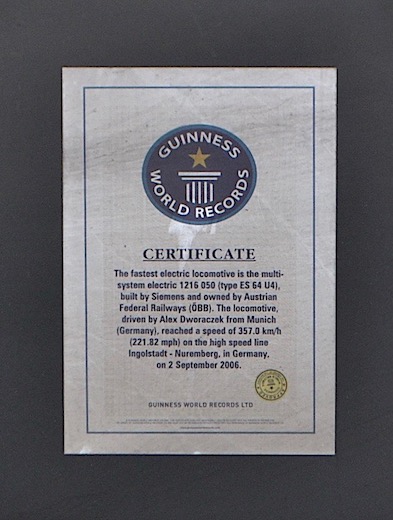 GUINNESS
WORLD RECORDS
CERTIFICATE
The fastest electric locomotive is the multi-
system electric 1216 050 (type ES 64 U4),
built by Siemens and owned by Austrian
Federal Railways (ÖBB). The locomotive,
driven by Alex Dworaczek from Munich
(Germany), reached a speed of 357.0 km/h
(221.82 mph) on the high speed line
Ingolstadt - Nuremberg, in Germany,
on 2 September 2006.
GUINNESS WORLD RECORDS LTD